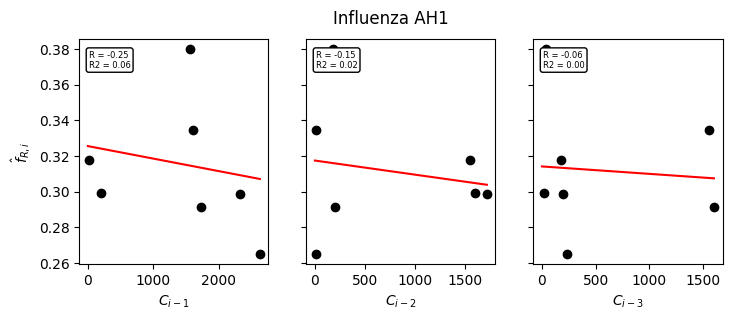 Influenza AH1
R = -0.25
R2 = 0.06
R = -0.15
R2 = 0.02
R = -0.06
R2 = 0.00
0.38
0.36
0.34
0.32
0.30
0.28
0.26
f̂_{R,i}
0 1000 2000
0 500 1000 1500
0 500 1000 1500
C_{i−1}
C_{i−2}
C_{i−3}